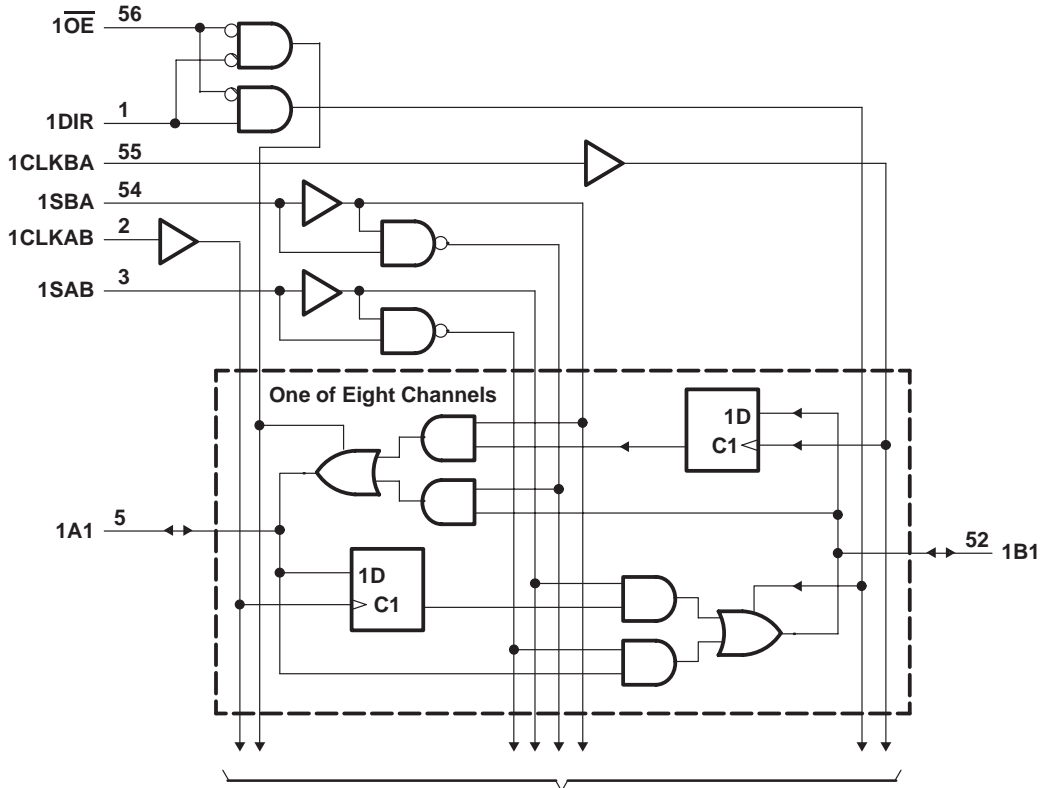 1O̅E̅ 56
1DIR 1
1CLKBA 55
1SBA 54
1CLKAB 2
1SAB 3
One of Eight Channels
1D
C1
1A1 5
52 1B1
1D
C1